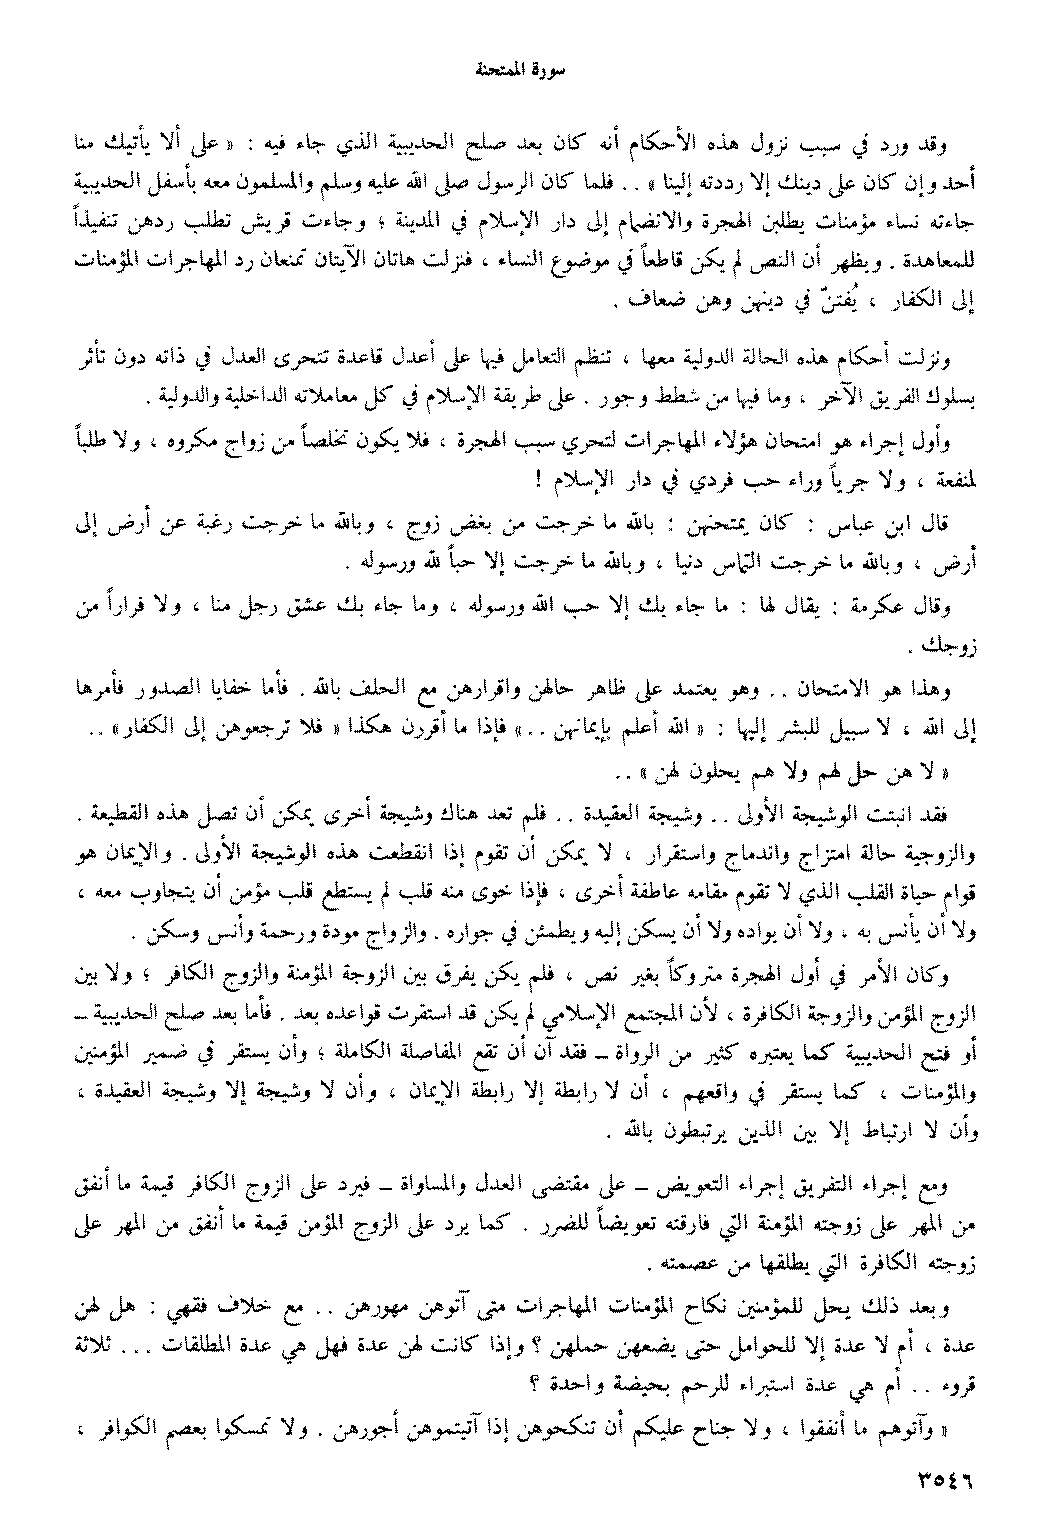 سورة الممتحنة
وقد ورد في سبب نزول هذه الأحكام أنه كان بعد صلح الحديبية الذي جاء فيه : « على ألا يأتيك منا
أحد وإن كان على دينك إلا رددته إلينا » .. فلما كان الرسول صلى الله عليه وسلم والمسلمون معه بأسفل الحديبية
جاءته نساء مؤمنات يطلبن الهجرة والانضمام إلى دار الإسلام في المدينة ؛ وجاءت قريش تطلب ردهن تنفيذاً
للمعاهدة . ويظهر أن النص لم يكن قاطعاً في موضوع النساء ، فنزلت هاتان الآيتان تمنعان رد المهاجرات المؤمنات
إلى الكفار ، يُفتنّ في دينهن وهن ضعاف .
ونزلت أحكام هذه الحالة الدولية معها ، تنظم التعامل فيها على أعدل قاعدة تتحرى العدل في ذاته دون تأثر
بسلوك الفريق الآخر ، وما فيها من شطط وجور . على طريقة الإسلام في كل معاملاته الداخلية والدولية .
وأول إجراء هو امتحان هؤلاء المهاجرات لتحري سبب الهجرة ، فلا يكون تخلصاً من زواج مكروه ، ولا طلباً
لمنفعة ، ولا جرياً وراء حب فردي في دار الإسلام !
قال ابن عباس : كان يمتحنهن : بالله ما خرجت من بغض زوج ، وبالله ما خرجت رغبة عن أرض إلى
أرض ، وبالله ما خرجت التماس دنيا ، وبالله ما خرجت إلا حباً لله ورسوله .
وقال عكرمة : يقال لها : ما جاء بك إلا حب الله ورسوله ، وما جاء بك عشق رجل منا ، ولا فراراً من
زوجك .
وهذا هو الامتحان .. وهو يعتمد على ظاهر حالهن واقرارهن مع الحلف بالله . فأما خفايا الصدور فأمرها
إلى الله ، لا سبيل للبشر إليها : « الله أعلم بإيمانهن .. » فإذا ما أقررن هكذا « فلا ترجعوهن إلى الكفار» ..
« لا هن حل لهم ولا هم يحلون لهن » ..
فقد انبتت الوشيجة الأولى .. وشيجة العقيدة .. فلم تعد هناك وشيجة أخرى يمكن أن تصل هذه القطيعة .
والزوجية حالة امتزاج واندماج واستقرار ، لا يمكن أن تقوم إذا انقطعت هذه الوشيجة الأولى . والإيمان هو
قوام حياة القلب الذي لا تقوم مقامه عاطفة أخرى ، فإذا خوى منه قلب لم يستطع قلب مؤمن أن يتجاوب معه ،
ولا أن يأنس به ، ولا أن يواده ولا أن يسكن إليه ويطمئن في جواره . والزواج مودة ورحمة وأنس وسكن .
وكان الأمر في أول الهجرة متروكاً بغير نص ، فلم يكن يفرق بين الزوجة المؤمنة والزوج الكافر ؛ ولا بين
الزوج المؤمن والزوجة الكافرة ، لأن المجتمع الإسلامي لم يكن قد استقرت قواعده بعد . فأما بعد صلح الحديبية –
أو فتح الحديبية كما يعتبره كثير من الرواة – فقد آن أن تقع المفاصلة الكاملة ؛ وأن يستقر في ضمير المؤمنين
والمؤمنات ، كما يستقر في واقعهم ، أن لا رابطة إلا رابطة الإيمان ، وأن لا وشيجة إلا وشيجة العقيدة ،
وأن لا ارتباط إلا بين الذين يرتبطون بالله .
ومع إجراء التفريق إجراء التعويض – على مقتضى العدل والمساواة – فيرد على الزوج الكافر قيمة ما أنفق
من المهر على زوجته المؤمنة التي فارقته تعويضاً للضرر . كما يرد على الزوج المؤمن قيمة ما أنفق من المهر على
زوجته الكافرة التي يطلقها من عصمته .
وبعد ذلك يحل للمؤمنين نكاح المؤمنات المهاجرات متى آتوهن مهورهن .. مع خلاف فقهي : هل لهن
عدة ، أم لا عدة إلا للحوامل حتى يضعهن حملهن ؟ وإذا كانت لهن عدة فهل هي عدة المطلقات ... ثلاثة
قروء .. أم هي عدة استبراء للرحم بحيضة واحدة ؟
« وآتوهم ما أنفقوا ، ولا جناح عليكم أن تنكحوهن إذا آتيتموهن أجورهن . ولا تمسكوا بعصم الكوافر ،
٣٥٤٦